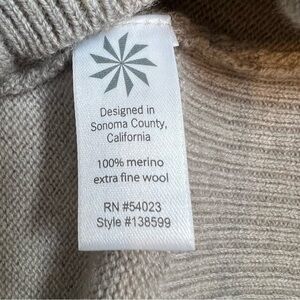 Designed in
Sonoma County,
California
100% merino
extra fine wool
RN #54023
Style #138599